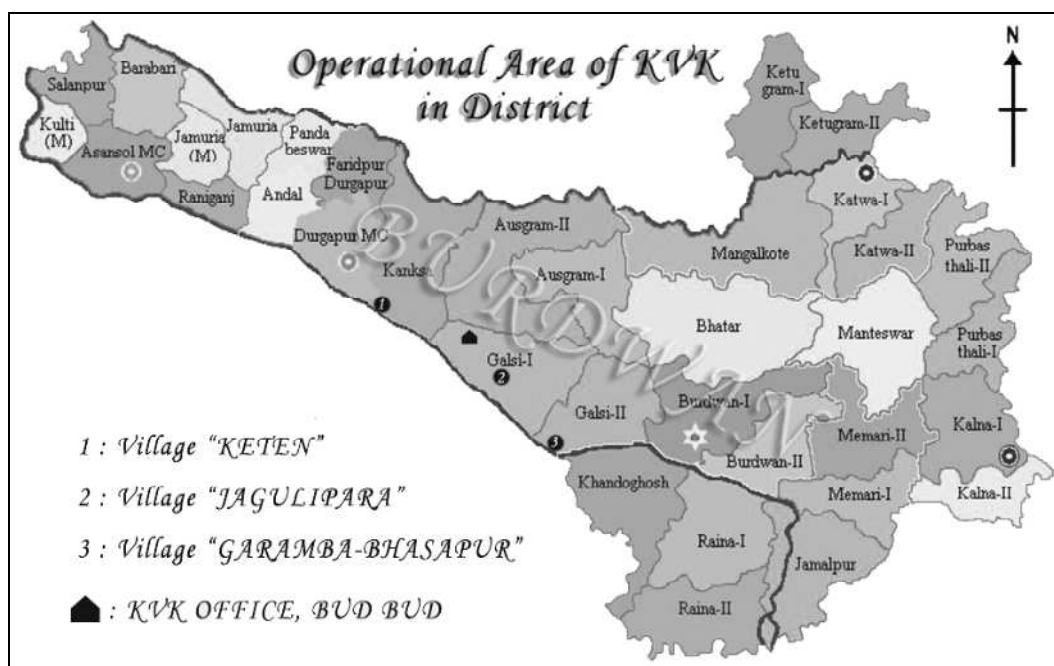 Operational Area of KVK
in District
N
Ketu
gram-I
Ketugram-II
Barabari
Salanpur
Kulti
(M)
Asansol MC
Jamuria
(M)
Jamuria
Panda
beswar
Raniganj
Andal
Faridpur
Durgapur
Durgapur MC
Kanksa
Ausgram-II
Ausgram-I
Mangalkote
Katwa-I
Katwa-II
Purbas
thali-II
Purbas
thali-I
Bhatar
Manteswar
BURDWAN
1
Galsi-I
2
Galsi-II
3
Burdwan-I
Burdwan-II
Memari-II
Kalna-I
Kalna-II
Memari-I
Khandoghosh
Raina-I
Jamalpur
Raina-II
1 : Village "KETEN"
2 : Village "JAGULIPARA"
3 : Village "GARAMBA-BHASAPUR"
: KVK OFFICE, BUD BUD